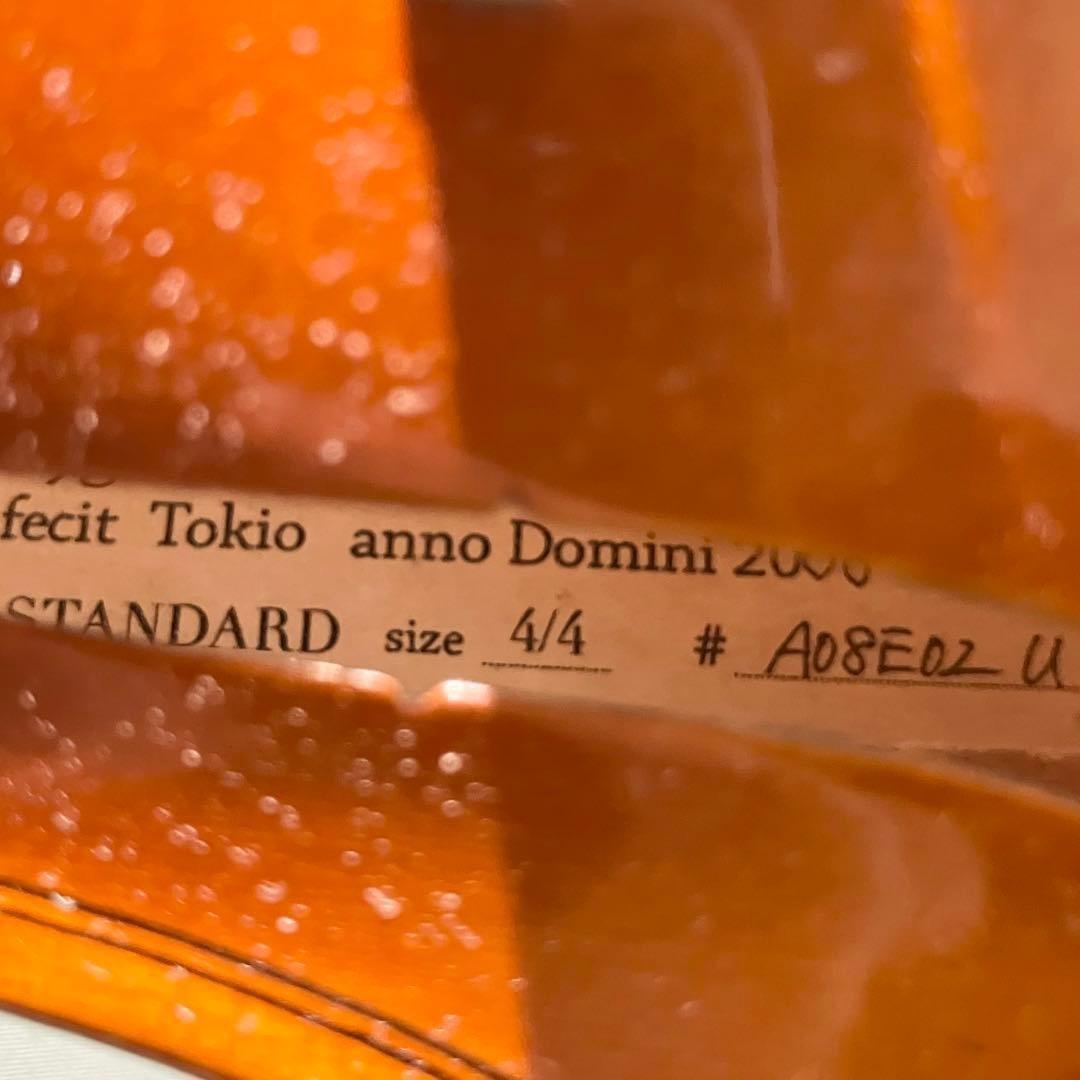 fecit Tokio anno Domini
STANDARD size 4/4 # A08E02 U